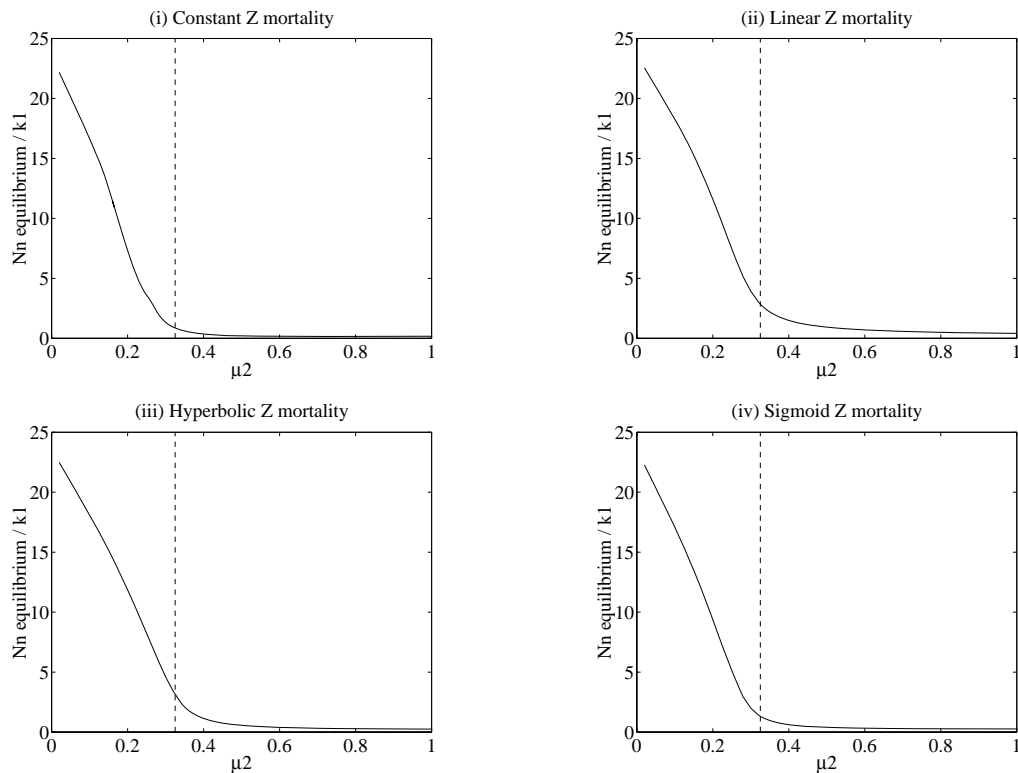 (i) Constant Z mortality
25
20
15
10
5
0
Nn equilibrium / k1
0 0.2 0.4 0.6 0.8 1
μ2
(ii) Linear Z mortality
25
20
15
10
5
0
Nn equilibrium / k1
0 0.2 0.4 0.6 0.8 1
μ2
(iii) Hyperbolic Z mortality
25
20
15
10
5
0
Nn equilibrium / k1
0 0.2 0.4 0.6 0.8 1
μ2
(iv) Sigmoid Z mortality
25
20
15
10
5
0
Nn equilibrium / k1
0 0.2 0.4 0.6 0.8 1
μ2